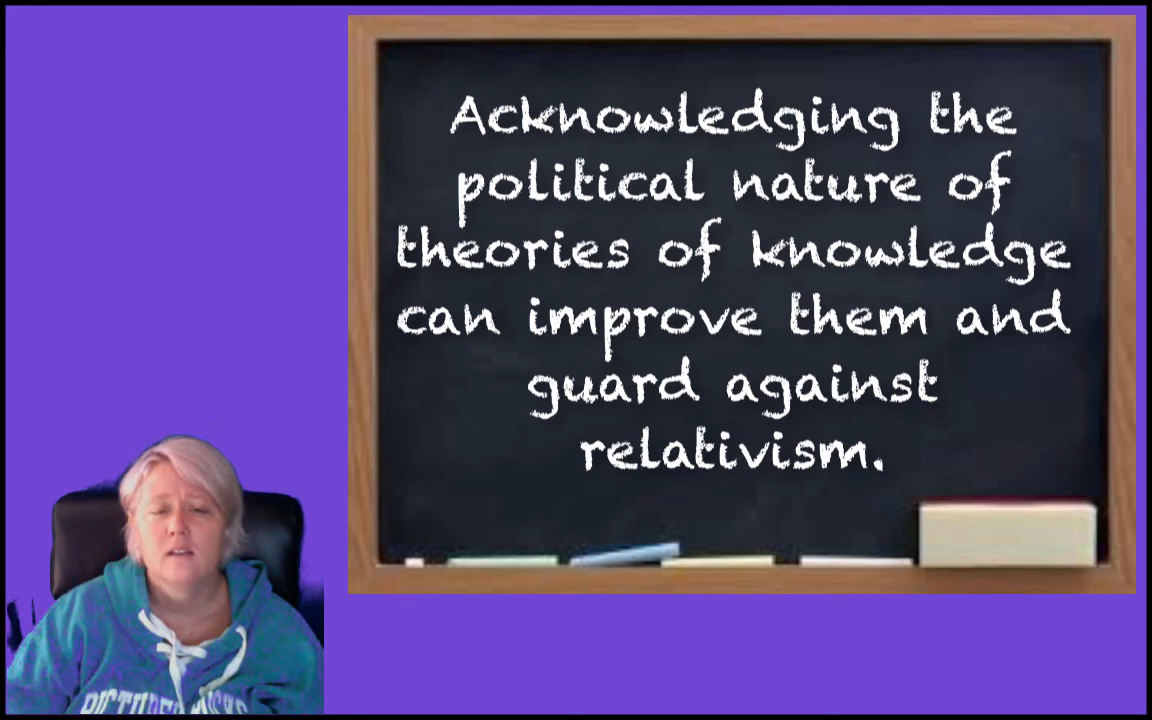 Acknowledging the
political nature of
theories of knowledge
can improve them and
guard against
relativism.